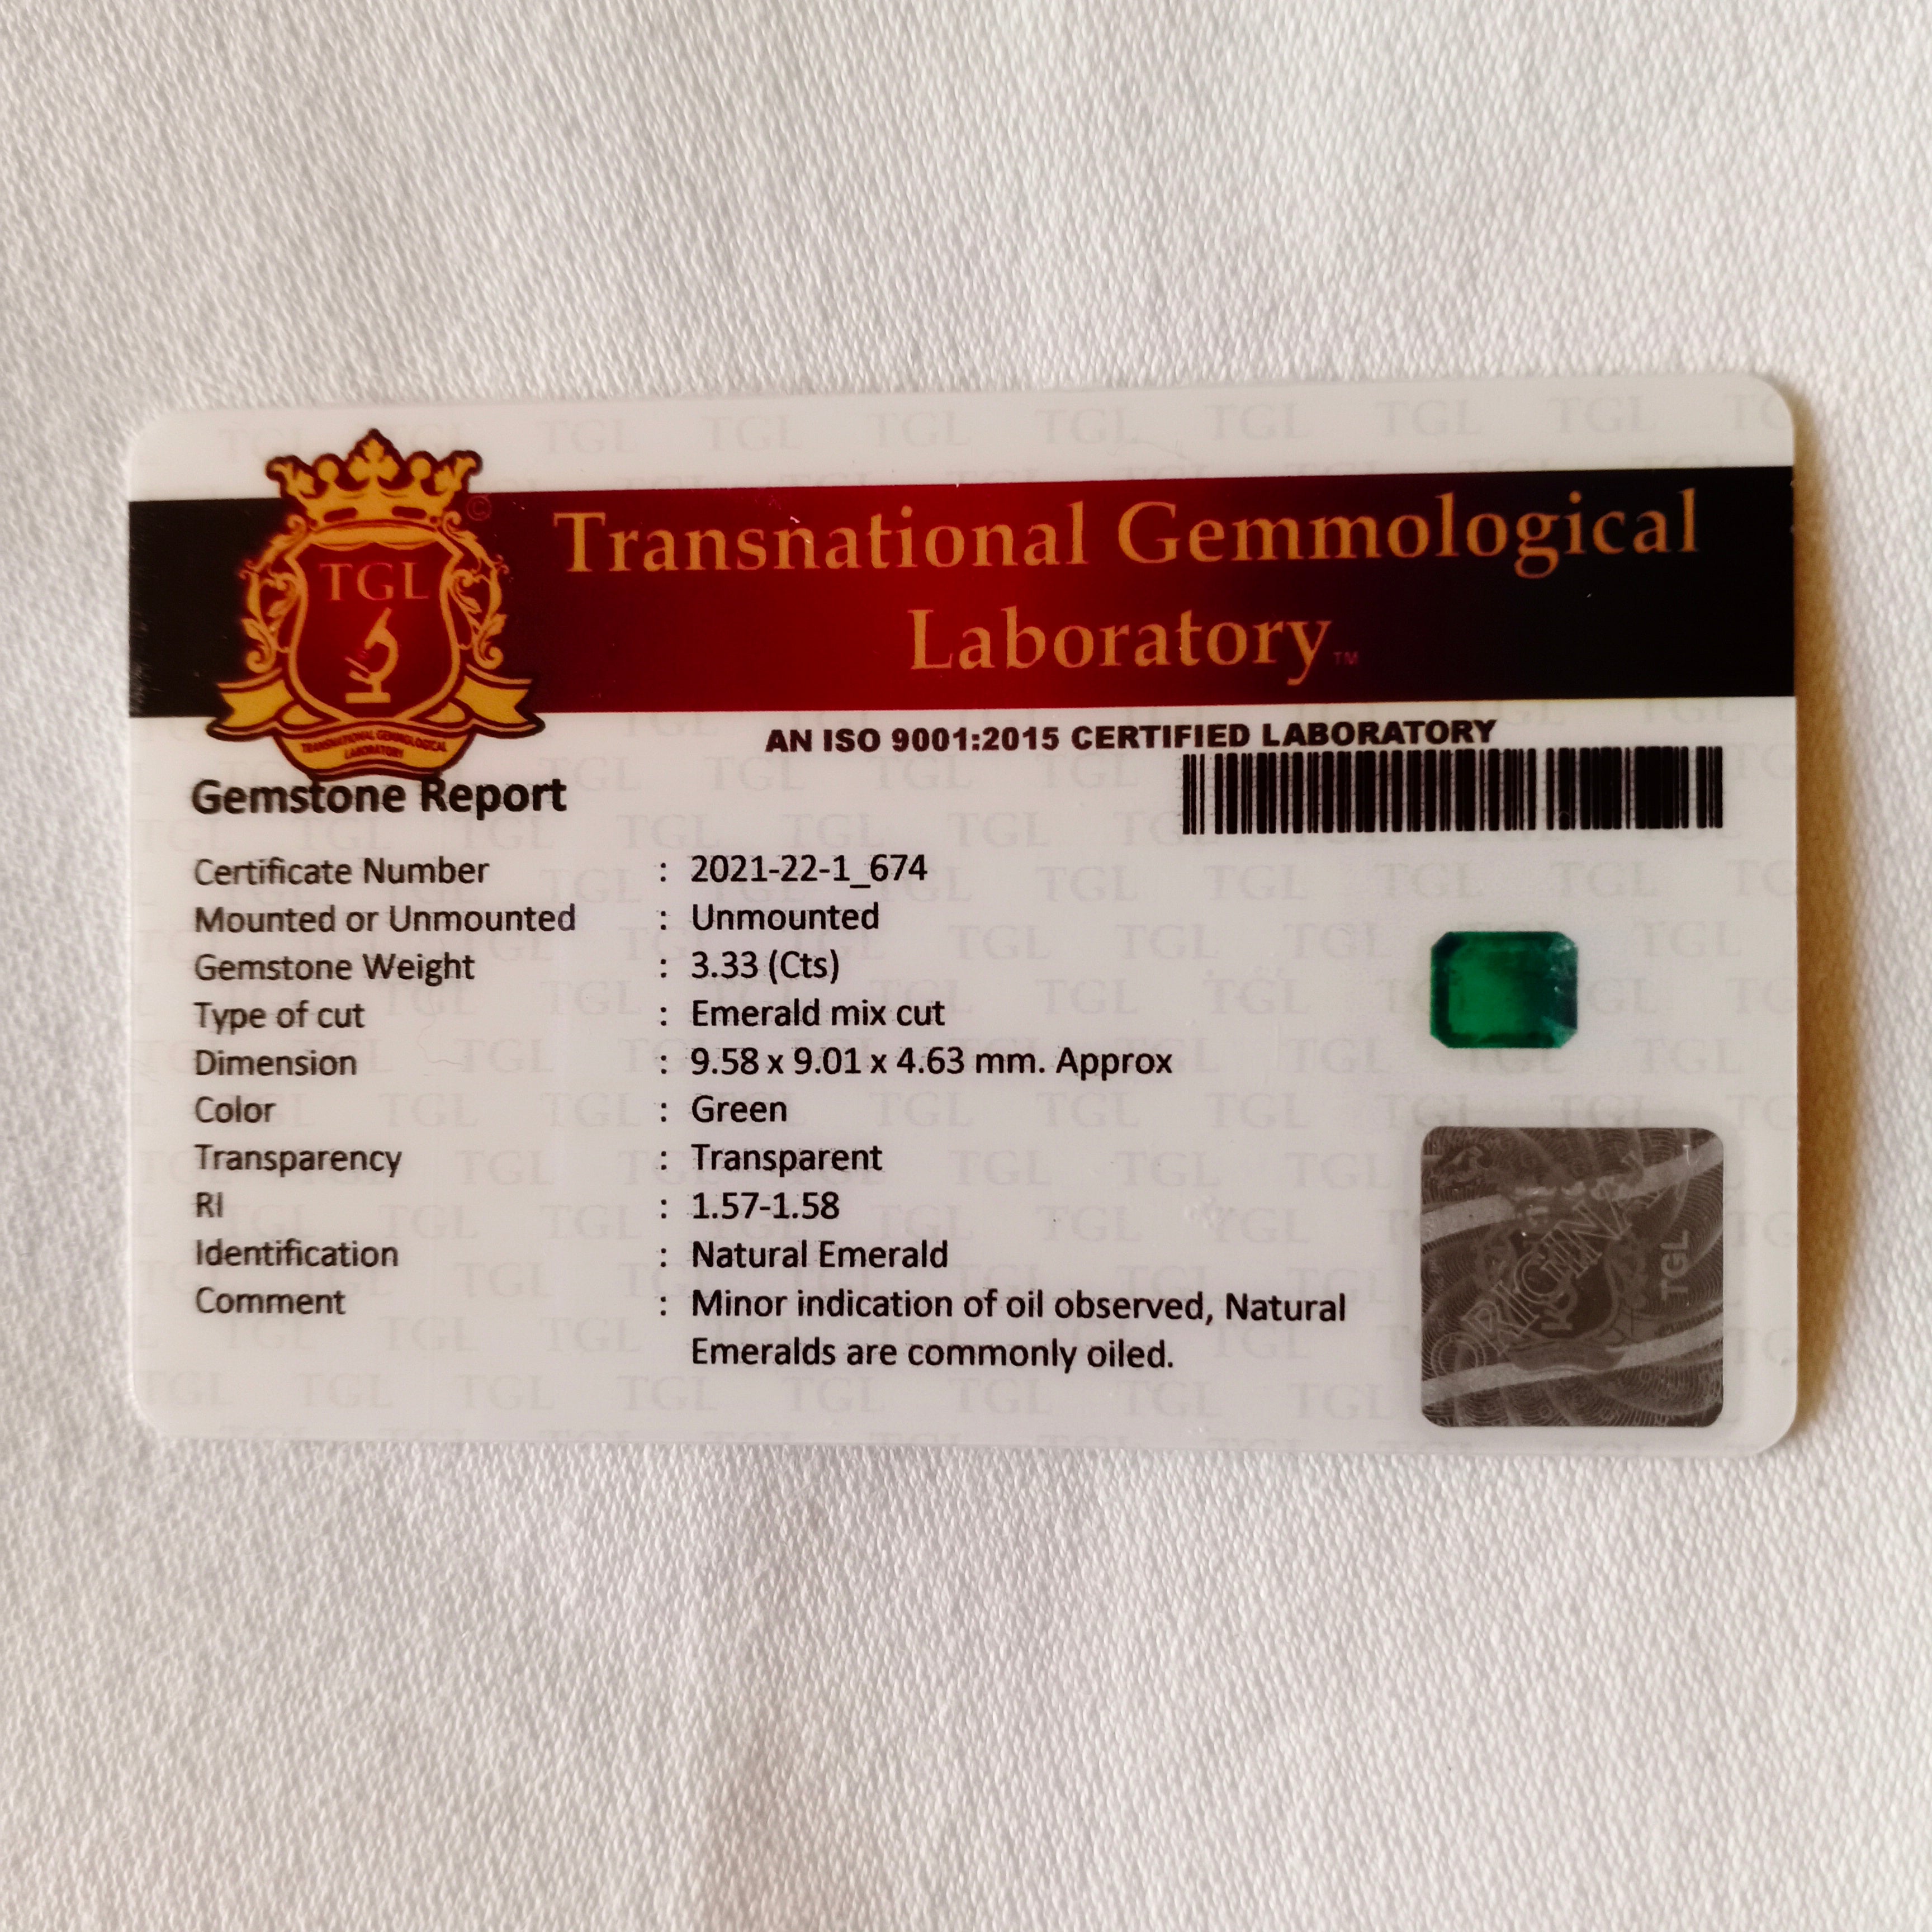 TGL
TRANSNATIONAL GEMMOLOGICAL
LABORATORY
©
Transnational Gemmological
Laboratory™
AN ISO 9001:2015 CERTIFIED LABORATORY
Gemstone Report
Certificate Number : 2021-22-1_674
Mounted or Unmounted : Unmounted
Gemstone Weight : 3.33 (Cts)
Type of cut : Emerald mix cut
Dimension : 9.58 x 9.01 x 4.63 mm. Approx
Color : Green
Transparency : Transparent
RI : 1.57-1.58
Identification : Natural Emerald
Comment : Minor indication of oil observed, Natural
Emeralds are commonly oiled.
ORIGINAL
TGL